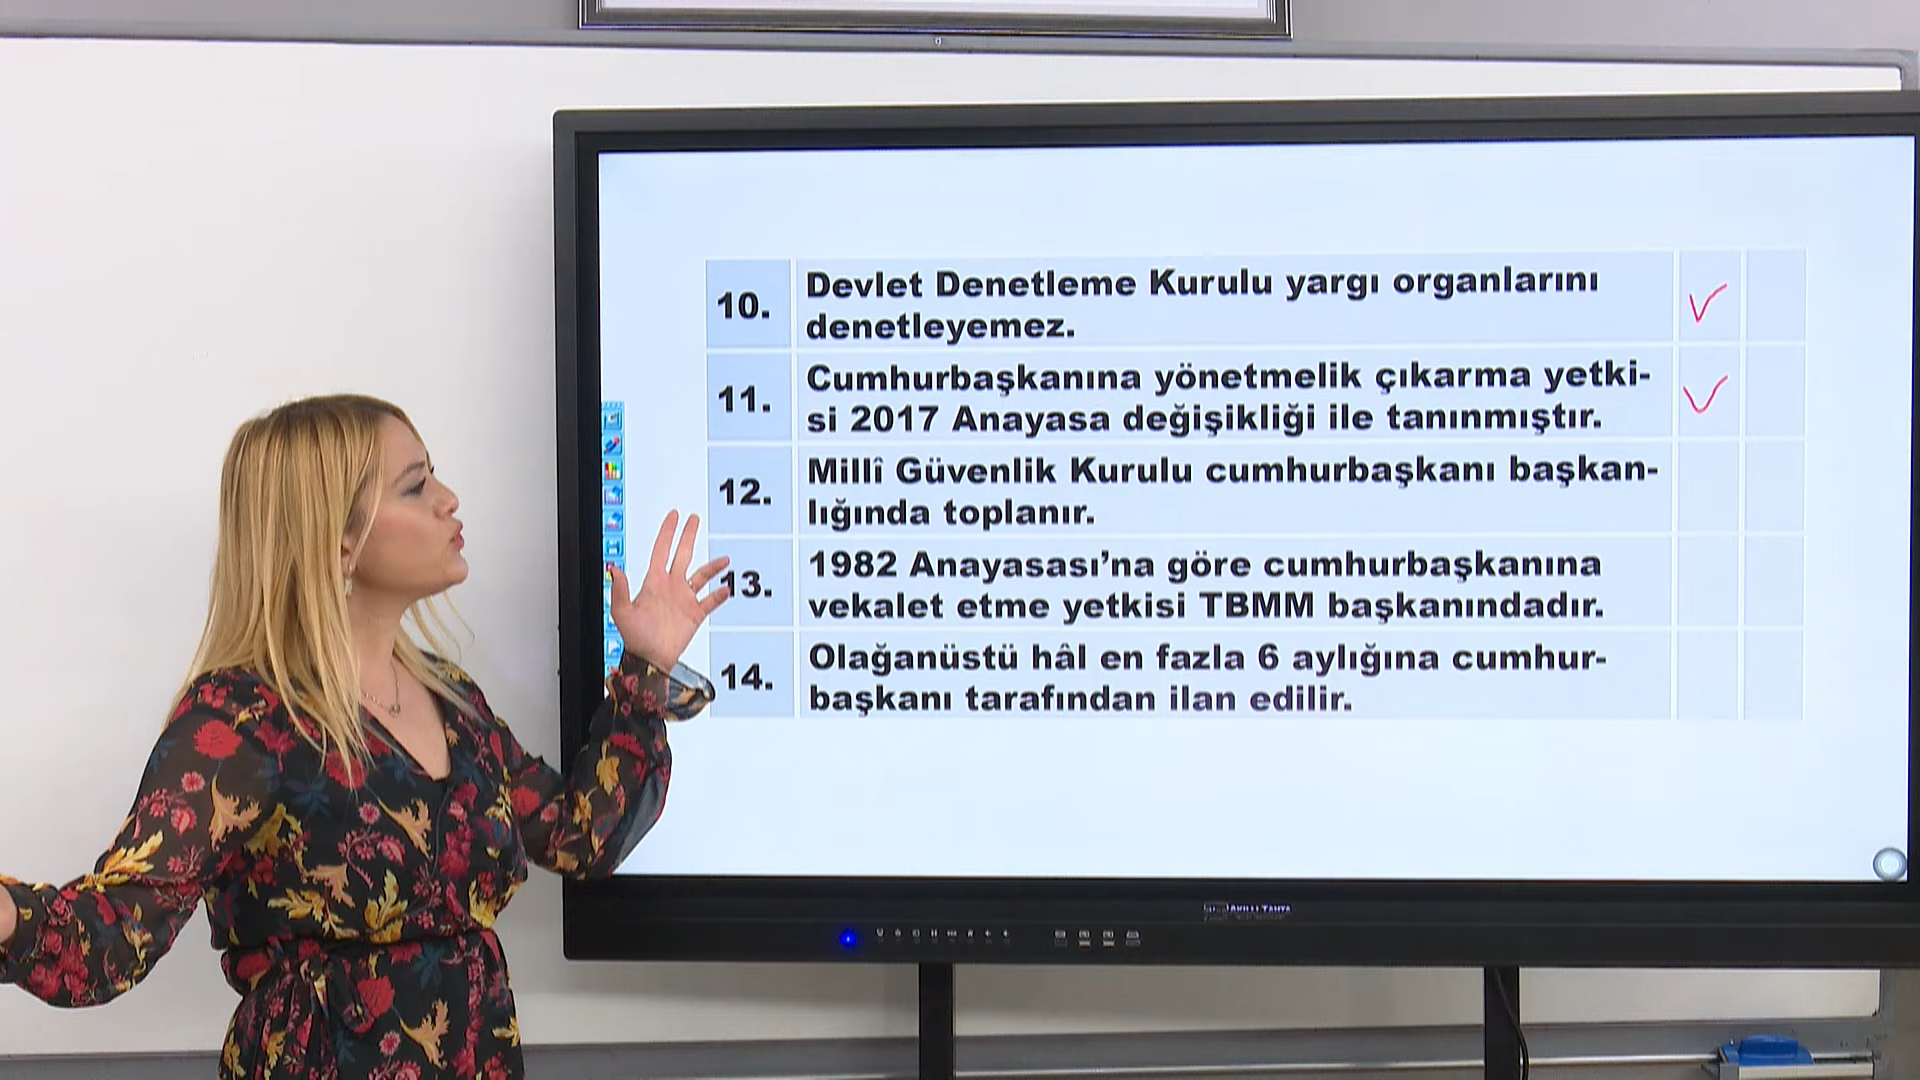 10.
Devlet Denetleme Kurulu yargı organlarını
denetleyemez.
11.
Cumhurbaşkanına yönetmelik çıkarma yetki-
si 2017 Anayasa değişikliği ile tanınmıştır.
12.
Millî Güvenlik Kurulu cumhurbaşkanı başkan-
lığında toplanır.
13.
1982 Anayasası’na göre cumhurbaşkanına
vekalet etme yetkisi TBMM başkanındadır.
14.
Olağanüstü hâl en fazla 6 aylığına cumhur-
başkanı tarafından ilan edilir.
AKILLI TAHTA